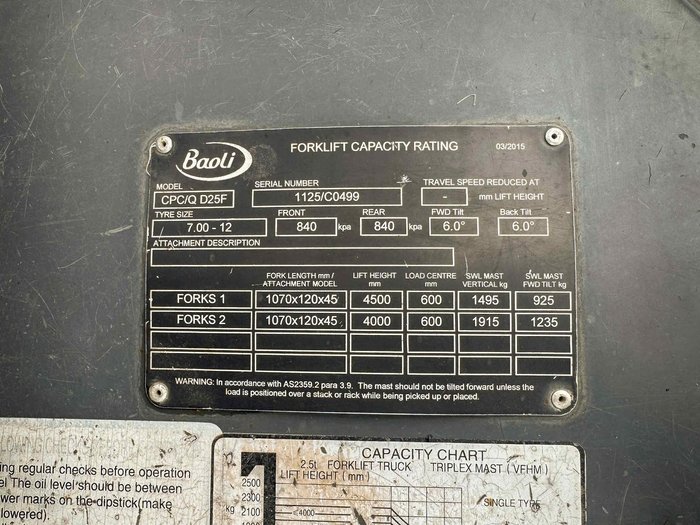 Baoli
FORKLIFT CAPACITY RATING 03/2015
MODEL SERIAL NUMBER TRAVEL SPEED REDUCED AT
CPC/Q D25F 1125/C0499 - mm LIFT HEIGHT
TYRE SIZE FRONT REAR FWD Tilt Back Tilt
7.00 - 12 840 kpa 840 kpa 6.0° 6.0°
ATTACHMENT DESCRIPTION
FORK LENGTH mm / LIFT HEIGHT LOAD CENTRE SWL MAST SWL MAST
ATTACHMENT MODEL mm mm VERTICAL kg FWD TILT kg
FORKS 1 1070x120x45 4500 600 1495 925
FORKS 2 1070x120x45 4000 600 1915 1235
WARNING: In accordance with AS2359.2 para 3.9. The mast should not be tilted forward unless the
load is positioned over a stack or rack while being picked up or placed.
ng regular checks before operation
el The oil level should be between
wer marks on the dipstick(make
lowered).
CAPACITY CHART
2.5t FORKLIFT TRUCK TRIPLEX MAST (VFHM)
LIFT HEIGHT (mm)
1
2500
2300
2100
kg
1900
≤4000
SINGLE TYRE